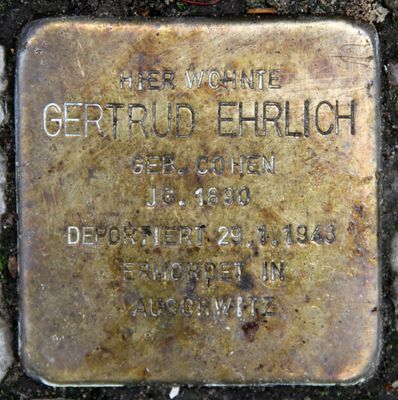 HIER WOHNTE
GERTRUD EHRLICH
GEB. COHEN
JG. 1890
DEPORTIERT 29.1.1943
ERMORDET IN
AUSCHWITZ